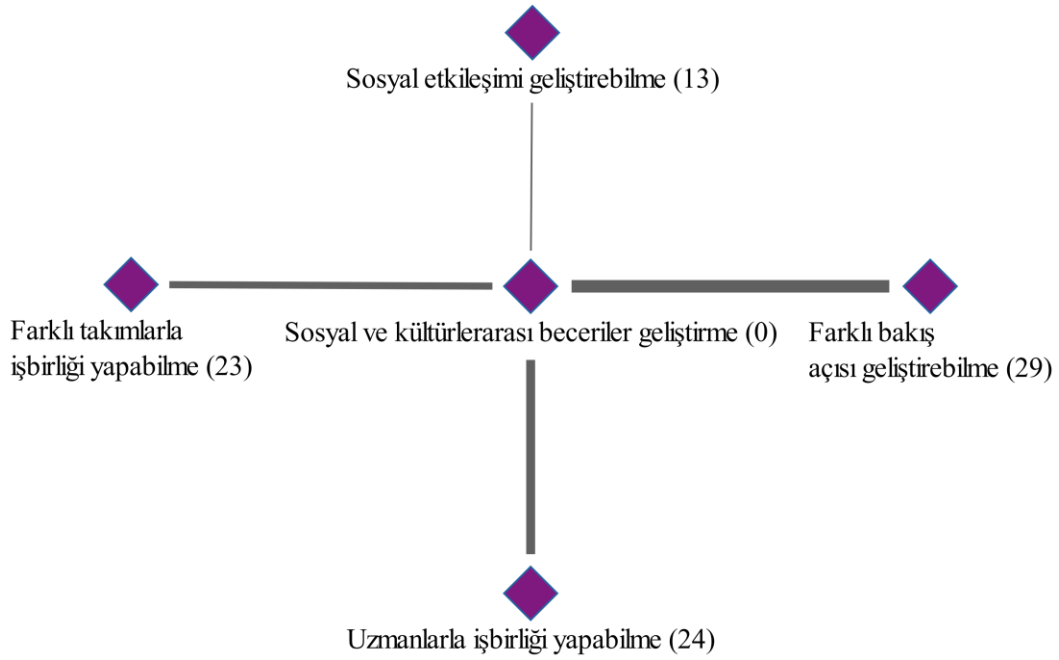 Sosyal etkileşimi geliştirebilme (13)
Farklı takımlarla
işbirliği yapabilme (23)
Sosyal ve kültürlerarası beceriler geliştirme (0)
Farklı bakış
açısı geliştirebilme (29)
Uzmanlarla işbirliği yapabilme (24)